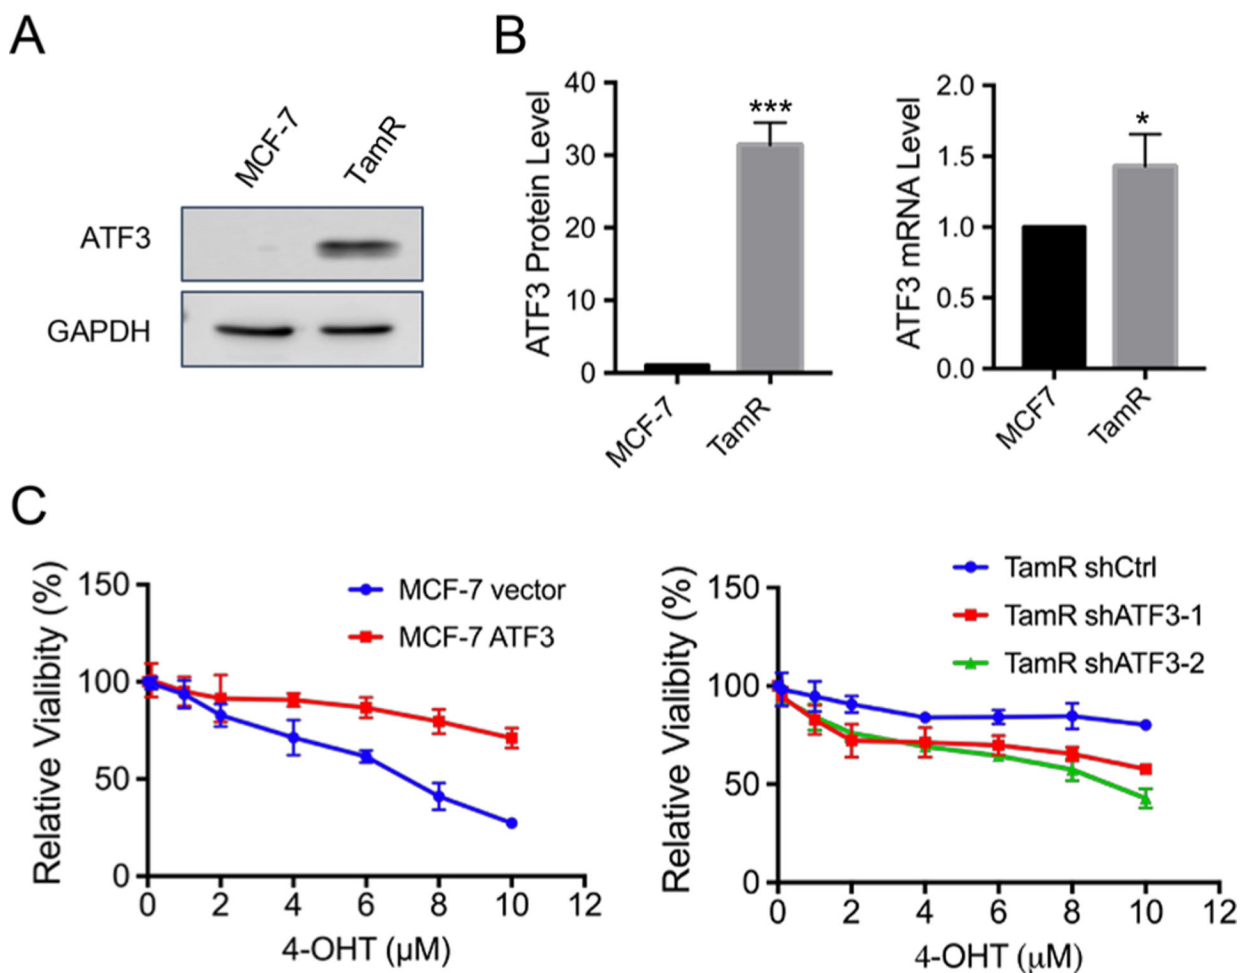 A
MCF-7
TamR
ATF3
GAPDH
B
ATF3 Protein Level
40
30
20
10
0
***
MCF-7
TamR
ATF3 mRNA Level
2.0
1.5
1.0
0.5
0.0
*
MCF7
TamR
C
Relative Vialibity (%)
150
100
50
0
MCF-7 vector
MCF-7 ATF3
0 2 4 6 8 10 12
4-OHT (µM)
Relative Vialibity (%)
150
100
50
0
TamR shCtrl
TamR shATF3-1
TamR shATF3-2
0 2 4 6 8 10 12
4-OHT (µM)